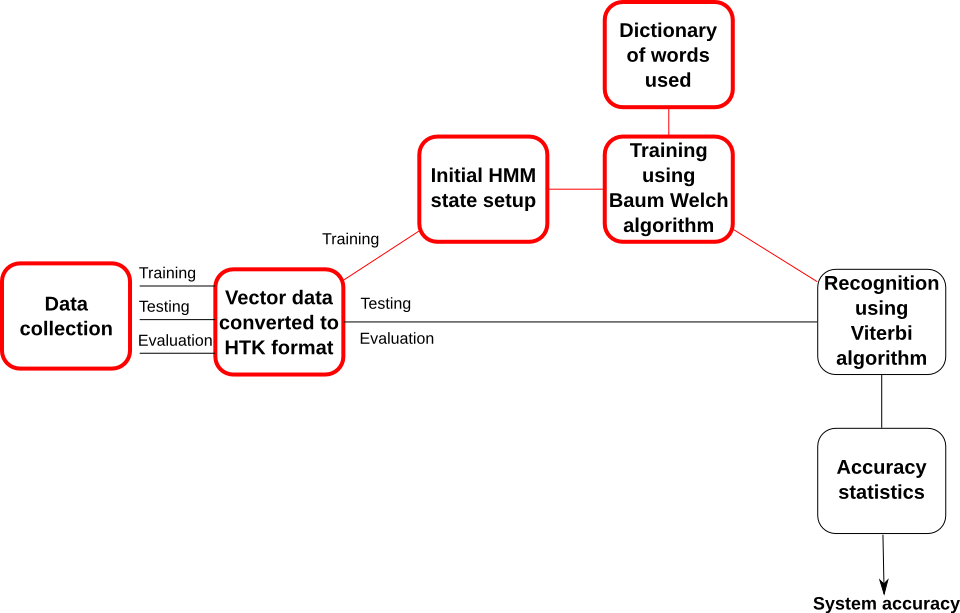 Dictionary
of words
used
Training
using
Baum Welch
algorithm
Initial HMM
state setup
Training
Data
collection
Training
Testing
Evaluation
Vector data
converted to
HTK format
Testing
Evaluation
Recognition
using
Viterbi
algorithm
Accuracy
statistics
System accuracy